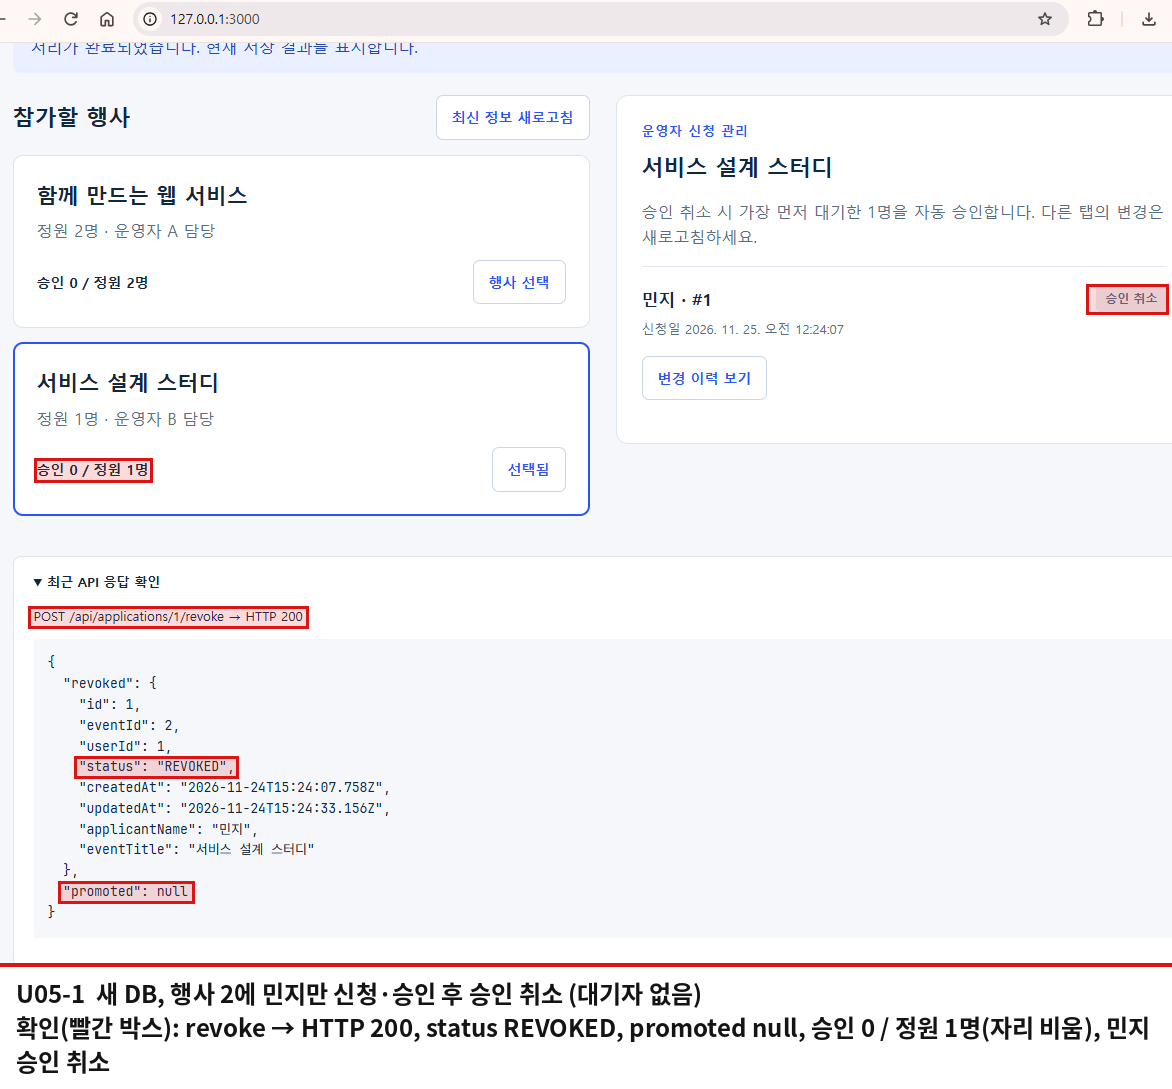 127.0.0.1:3000
처리가 완료되었습니다. 현재 저장 결과를 표시합니다.
참가할 행사
최신 정보 새로고침
함께 만드는 웹 서비스
정원 2명 · 운영자 A 담당
승인 0 / 정원 2명
행사 선택
서비스 설계 스터디
정원 1명 · 운영자 B 담당
승인 0 / 정원 1명
선택됨
운영자 신청 관리
서비스 설계 스터디
승인 취소 시 가장 먼저 대기한 1명을 자동 승인합니다. 다른 탭의 변경은
새로고침하세요.
민지 · #1
승인 취소
신청일 2026. 11. 25. 오전 12:24:07
변경 이력 보기
▼ 최근 API 응답 확인
POST /api/applications/1/revoke → HTTP 200
{
"revoked": {
"id": 1,
"eventId": 2,
"userId": 1,
"status": "REVOKED",
"createdAt": "2026-11-24T15:24:07.758Z",
"updatedAt": "2026-11-24T15:24:33.156Z",
"applicantName": "민지",
"eventTitle": "서비스 설계 스터디"
},
"promoted": null
}
U05-1 새 DB, 행사 2에 민지만 신청·승인 후 승인 취소 (대기자 없음)
확인(빨간 박스): revoke → HTTP 200, status REVOKED, promoted null, 승인 0 / 정원 1명(자리 비움), 민지
승인 취소